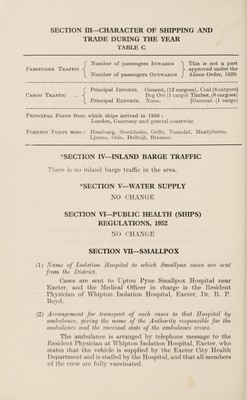 SECTION III—CHARACTER OF SHIPPING AND
TRADE DURING THE YEAR
TABLE C
PASSENGER TRAFFIC { Number of passengers INWARDS
Number of passengers OUTWARDS } This is not a port
approved under the
Aliens Order, 1920.
CARGO TRAFFIC ... { Principal IMPORTS. Cement, (12 cargoes), Coal (8 cargoes)
Bog Ore (1 cargo) Timber, (6 cargoes)
Principal EXPORTS. None. [General (1 cargo)
PRINCIPAL PORTS from which ships arrived in 1956 :
London, Guernsey and general coastwise.
FOREIGN PORTS were : Hamburg, Stockholm, Gefle, Tunadal, Mantyluoto,
Ljusne, Oslo, Delfzijl, Bremen.
*SECTION IV—INLAND BARGE TRAFFIC
There is no inland barge traffic in the area.
*SECTION V—WATER SUPPLY
NO CHANGE
SECTION VI—PUBLIC HEALTH (SHIPS)
REGULATIONS, 1952
NO CHANGE
SECTION VII—SMALLPOX
(1) Name of Isolation Hospital to which Smallpox cases are sent
from the District.
Cases are sent to Upton Pyne Smallpox Hospital near
Exeter, and the Medical Officer in charge is the Resident
Physician of Whipton Isolation Hospital, Exeter, Dr. R. P.
Boyd.
(2) Arrangement for transport of such cases to that Hospital by
ambulance, giving the name of the Authority responsible for the
ambulance and the vaccinal state of the ambulance crews.
The ambulance is arranged by telephone message to the
Resident Physician at Whipton Isolation Hospital, Exeter, who
states that the vehicle is supplied by the Exeter City Health
Department and is staffed by the Hospital, and that all members
of the crew are fully vaccinated.